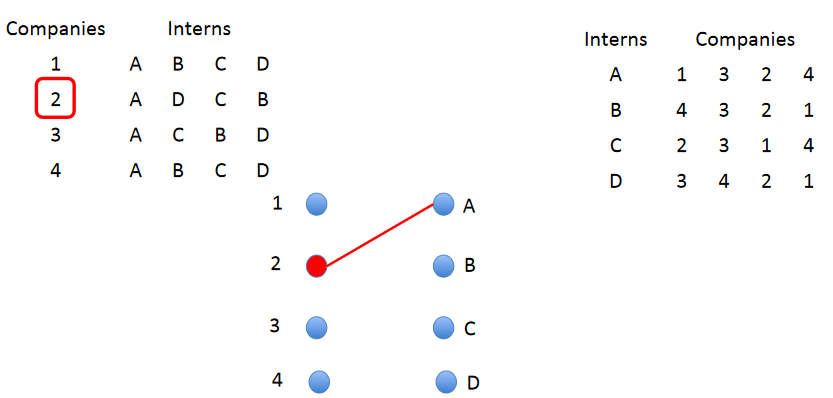 Companies Interns
1 A B C D
2 A D C B
3 A C B D
4 A B C D
Interns Companies
A 1 3 2 4
B 4 3 2 1
C 2 3 1 4
D 3 4 2 1
1 A
2 B
3 C
4 D